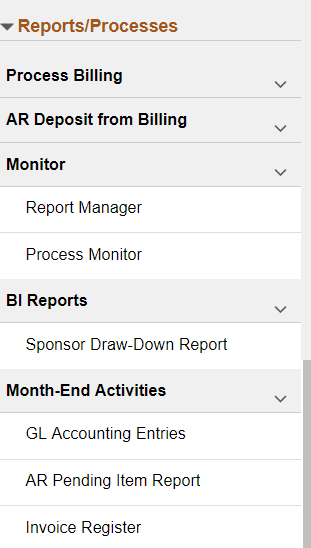 Reports/Processes
Process Billing
AR Deposit from Billing
Monitor
Report Manager
Process Monitor
BI Reports
Sponsor Draw-Down Report
Month-End Activities
GL Accounting Entries
AR Pending Item Report
Invoice Register